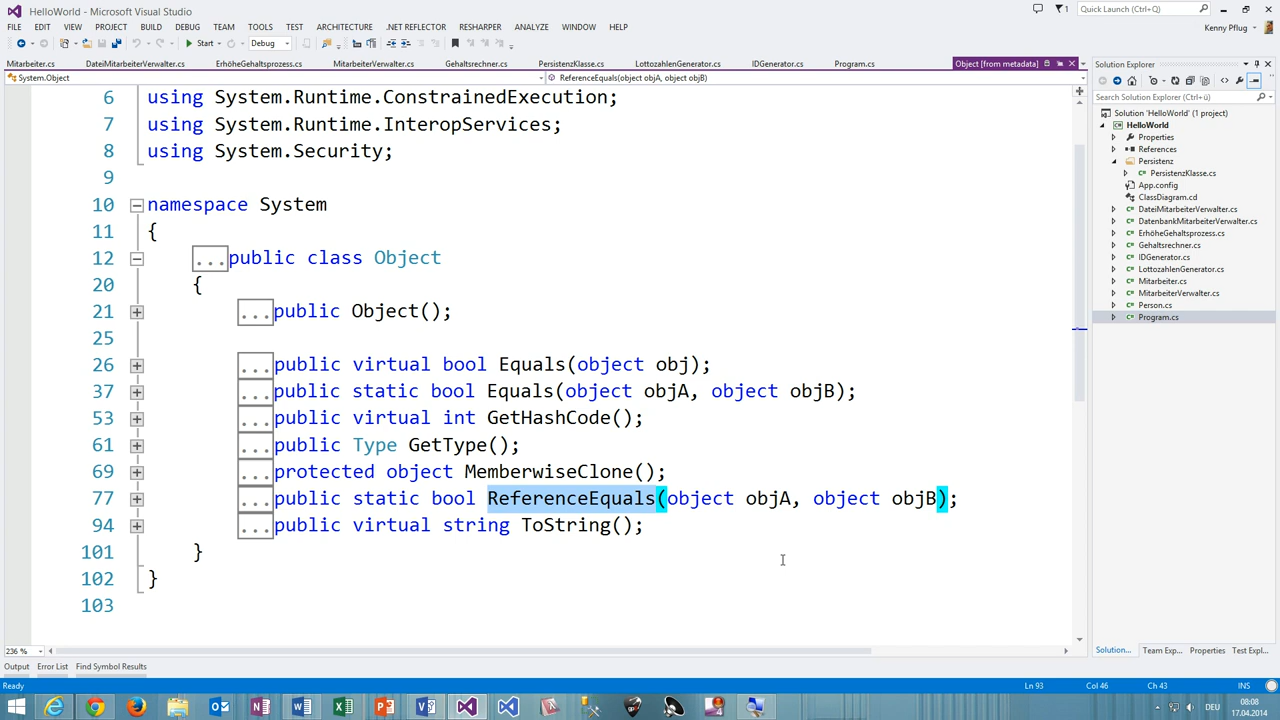 HelloWorld - Microsoft Visual Studio
1
Quick Launch (Ctrl+Q)
FILE EDIT VIEW PROJECT BUILD DEBUG TEAM TOOLS TEST ARCHITECTURE .NET REFLECTOR RESHARPER ANALYZE WINDOW HELP
Kenny Pflug
Start Debug
Mitarbeiter.cs DateiMitarbeiterVerwalter.cs ErhöheGehaltsprozess.cs MitarbeiterVerwalter.cs Gehaltsrechner.cs PersistenzKlasse.cs LottozahlenGenerator.cs IDGenerator.cs Program.cs Object [from metadata]
System.Object ReferenceEquals(object objA, object objB)
6 using System.Runtime.ConstrainedExecution;
7 using System.Runtime.InteropServices;
8 using System.Security;
9
10 namespace System
11 {
12 ...public class Object
20 {
21 ...public Object();
25
26 ...public virtual bool Equals(object obj);
37 ...public static bool Equals(object objA, object objB);
53 ...public virtual int GetHashCode();
61 ...public Type GetType();
69 ...protected object MemberwiseClone();
77 ...public static bool ReferenceEquals(object objA, object objB);
94 ...public virtual string ToString();
101 }
102 }
103
236 %
Output Error List Find Symbol Results
Ready Ln 93 Col 46 Ch 43 INS
Solution Explorer
Search Solution Explorer (Ctrl+ü)
Solution 'HelloWorld' (1 project)
HelloWorld
Properties
References
Persistenz
PersistenzKlasse.cs
App.config
ClassDiagram.cd
DateiMitarbeiterVerwalter.cs
DatenbankMitarbeiterVerwalter.cs
ErhöheGehaltsprozess.cs
Gehaltsrechner.cs
IDGenerator.cs
LottozahlenGenerator.cs
Mitarbeiter.cs
MitarbeiterVerwalter.cs
Person.cs
Program.cs
Solution... Team Exp... Properties Test Expl...
DEU
08:08
17.04.2014